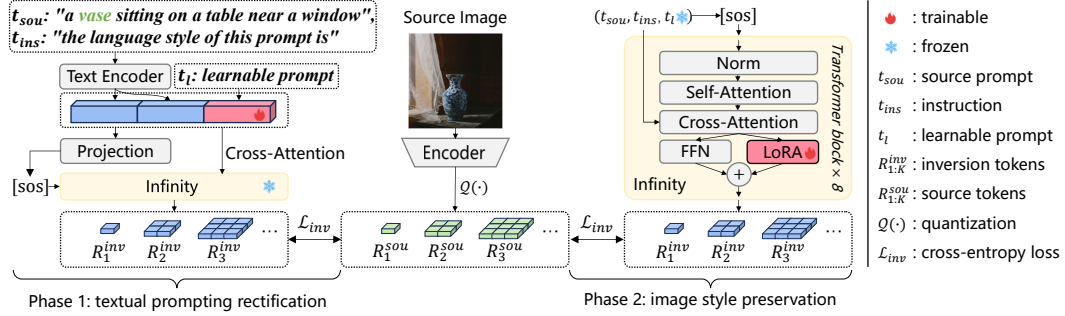 t_sou: "a vase sitting on a table near a window",
t_ins: "the language style of this prompt is"
Text Encoder
t_l: learnable prompt
Projection
Cross-Attention
[sos]
Infinity
R_1^{inv} R_2^{inv} R_3^{inv} ...
Phase 1: textual prompting rectification
ℒ_inv
Source Image
Encoder
𝒬(·)
R_1^{sou} R_2^{sou} R_3^{sou} ...
ℒ_inv
(t_sou, t_ins, t_l) [sos]
Norm
Self-Attention
Cross-Attention
FFN LoRA
+
Infinity
Transformer block × 8
R_1^{inv} R_2^{inv} R_3^{inv} ...
Phase 2: image style preservation
: trainable
: frozen
t_sou : source prompt
t_ins : instruction
t_l : learnable prompt
R_{1:K}^{inv} : inversion tokens
R_{1:K}^{sou} : source tokens
𝒬(·) : quantization
ℒ_inv : cross-entropy loss